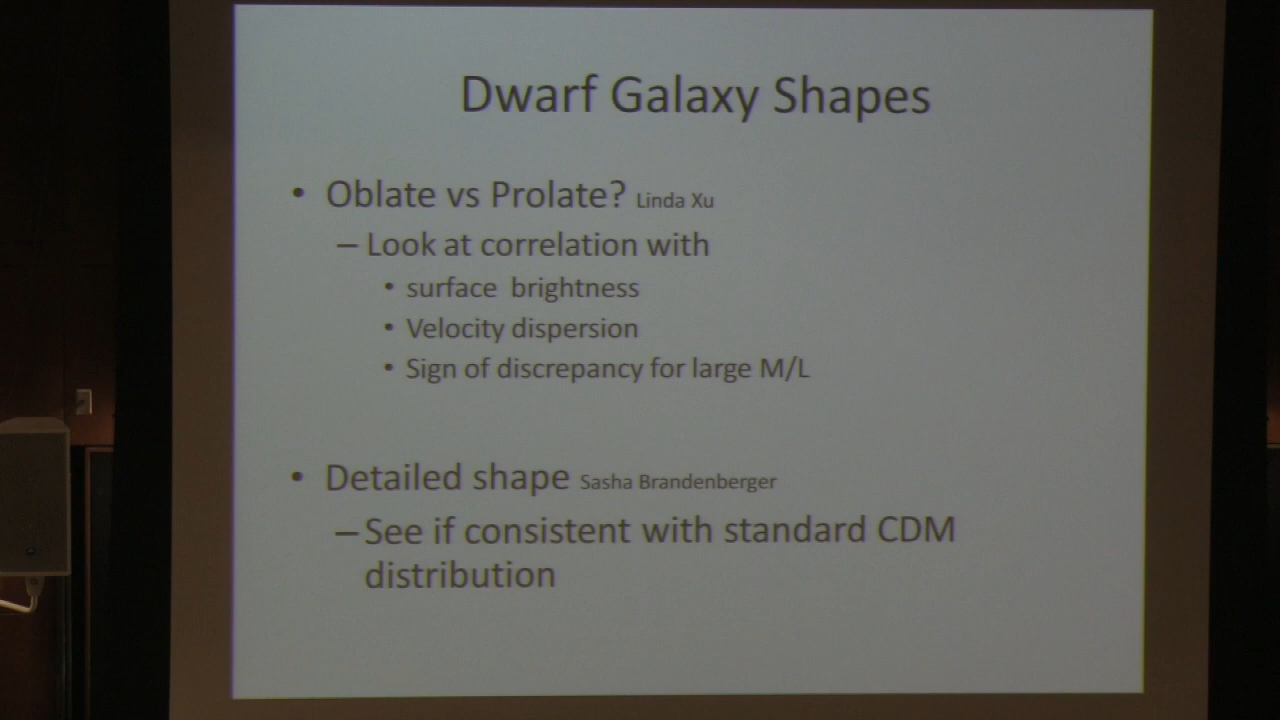 Dwarf Galaxy Shapes
• Oblate vs Prolate? Linda Xu
– Look at correlation with
• surface brightness
• Velocity dispersion
• Sign of discrepancy for large M/L
• Detailed shape Sasha Brandenberger
– See if consistent with standard CDM
distribution